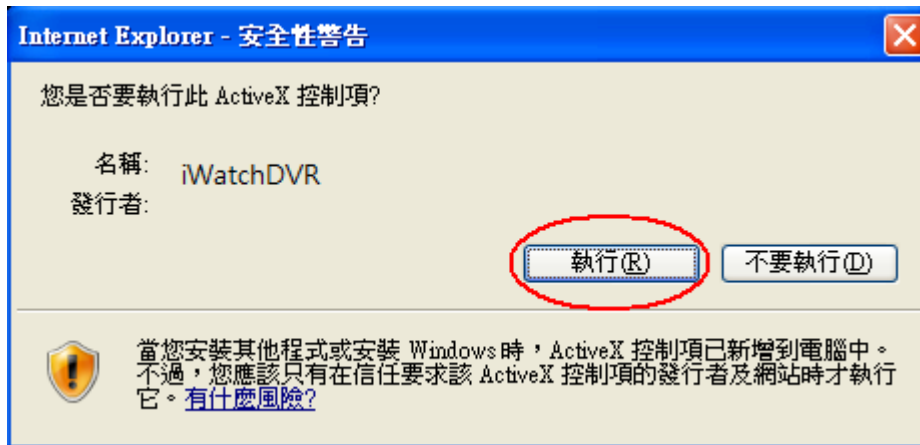 Internet Explorer - 安全性警告
您是否要執行此 ActiveX 控制項?
名稱: iWatchDVR
發行者:
執行(R) 不要執行(D)
當您安裝其他程式或安裝 Windows 時，ActiveX 控制項已新增到電腦中。
不過，您應該只有在信任要求該 ActiveX 控制項的發行者及網站時才執行
它。有什麼風險?